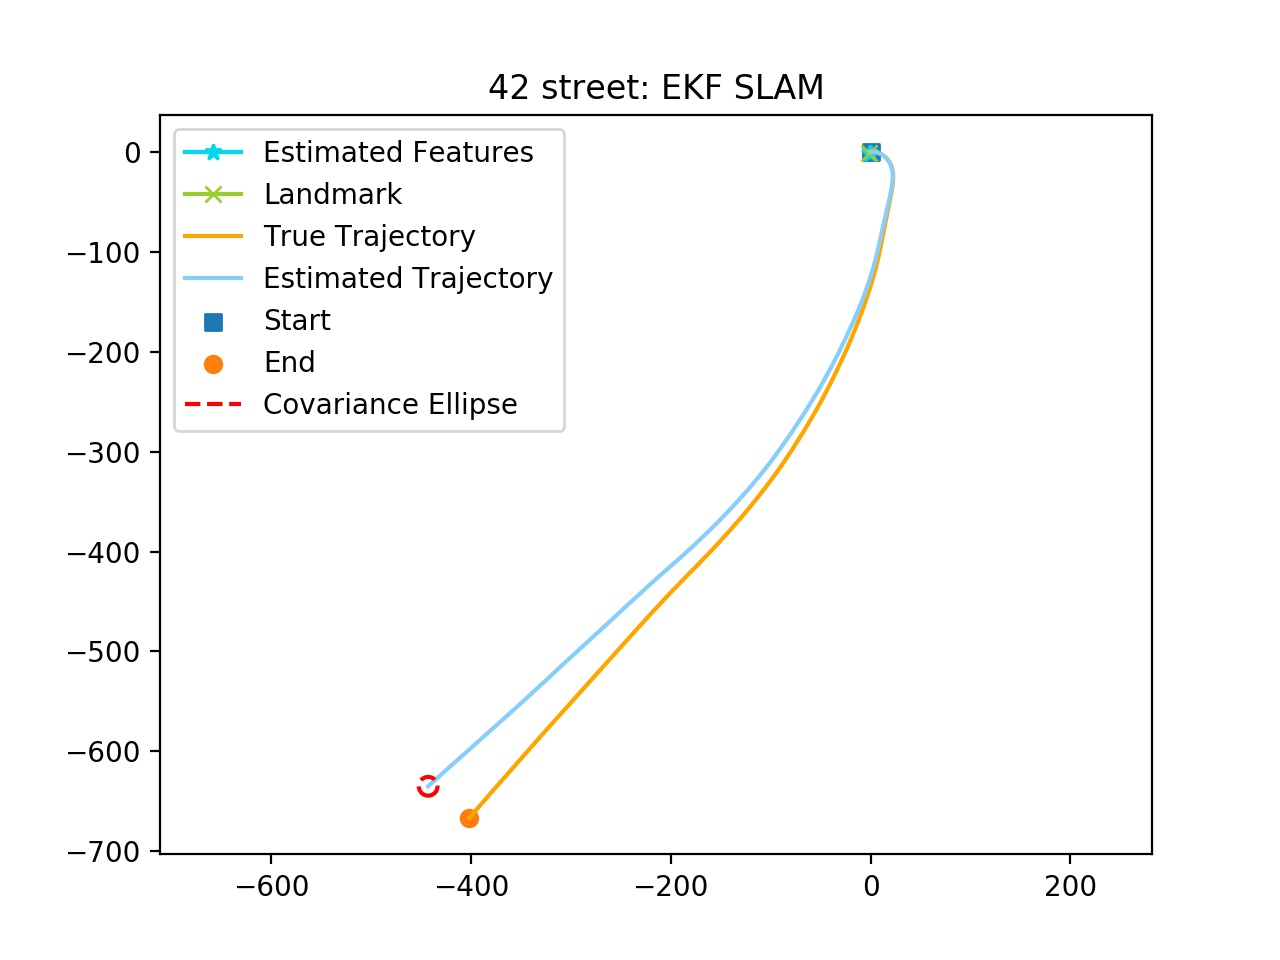 42 street: EKF SLAM
Estimated Features
Landmark
True Trajectory
Estimated Trajectory
Start
End
Covariance Ellipse
0
−100
−200
−300
−400
−500
−600
−700
−600 −400 −200 0 200